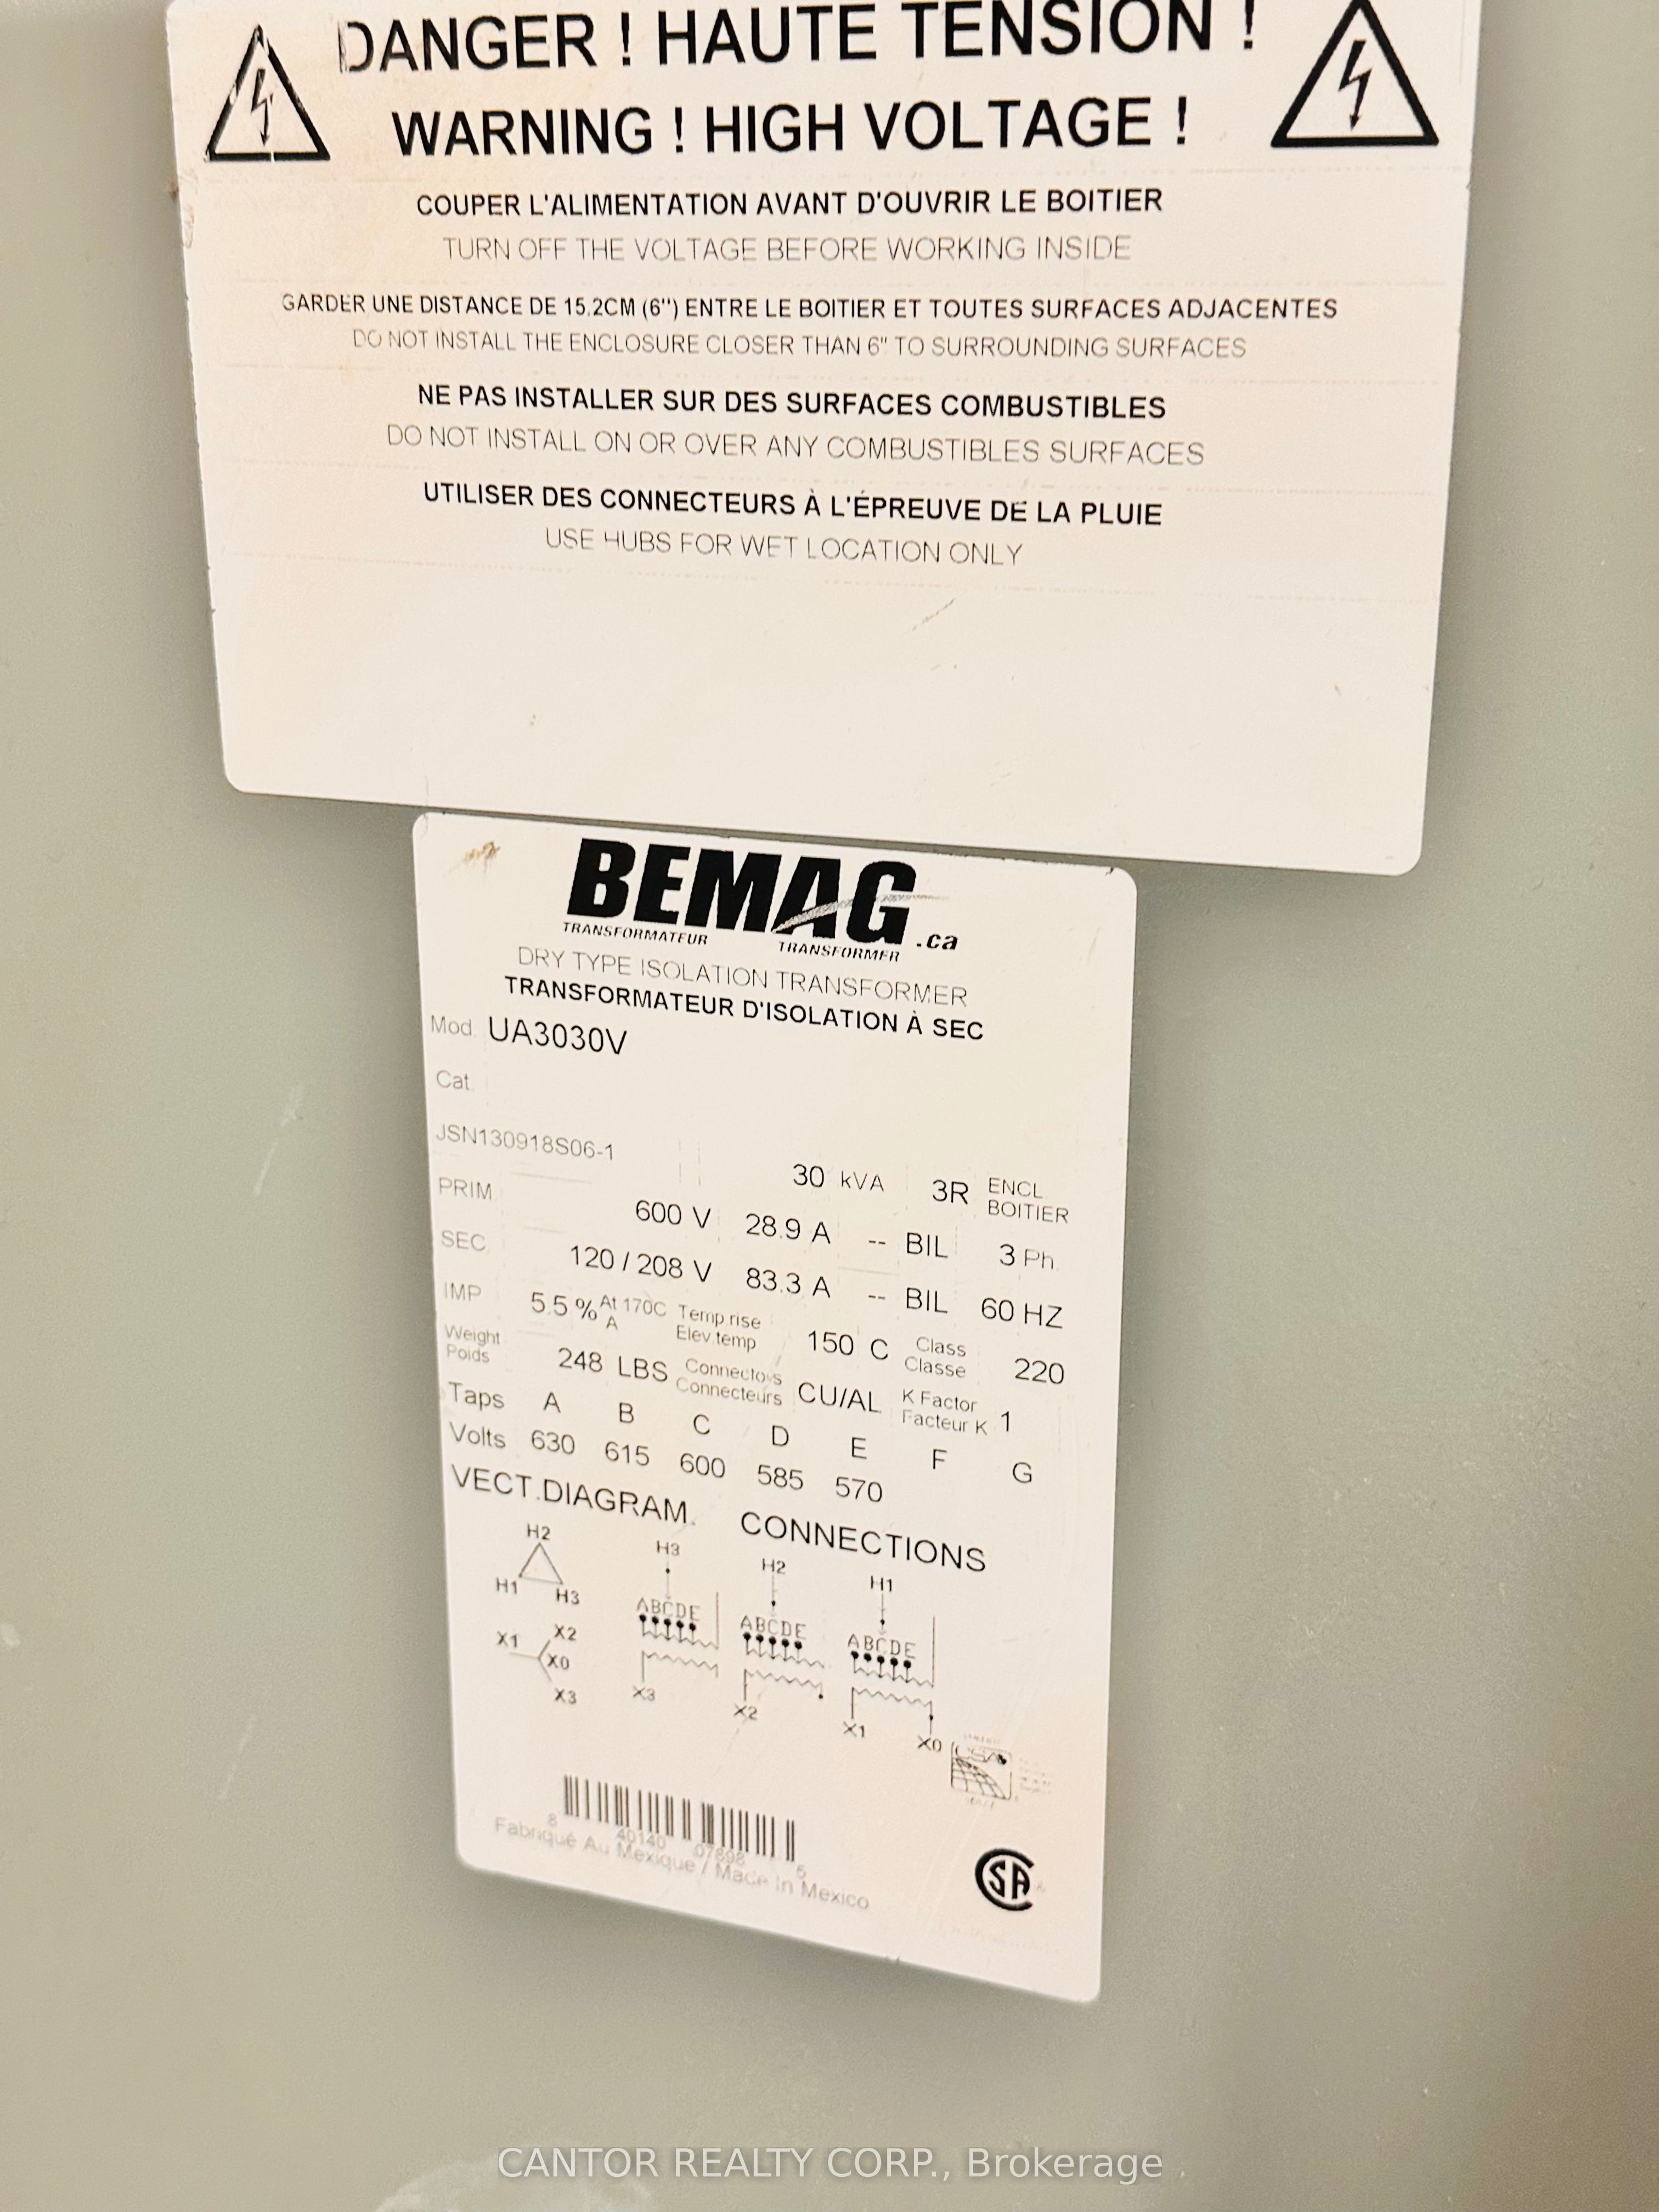 DANGER ! HAUTE TENSION !
WARNING ! HIGH VOLTAGE !
COUPER L'ALIMENTATION AVANT D'OUVRIR LE BOITIER
TURN OFF THE VOLTAGE BEFORE WORKING INSIDE
GARDER UNE DISTANCE DE 15.2CM (6") ENTRE LE BOITIER ET TOUTES SURFACES ADJACENTES
DO NOT INSTALL THE ENCLOSURE CLOSER THAN 6" TO SURROUNDING SURFACES
NE PAS INSTALLER SUR DES SURFACES COMBUSTIBLES
DO NOT INSTALL ON OR OVER ANY COMBUSTIBLES SURFACES
UTILISER DES CONNECTEURS À L'ÉPREUVE DE LA PLUIE
USE HUBS FOR WET LOCATION ONLY
BEMAG.ca
TRANSFORMATEUR TRANSFORMER
DRY TYPE ISOLATION TRANSFORMER
TRANSFORMATEUR D'ISOLATION À SEC
Mod. UA3030V
Cat.
JSN130918S06-1 30 kVA 3R ENCL. BOITIER
PRIM 600 V 28.9 A -- BIL 3 Ph.
SEC 120 / 208 V 83.3 A -- BIL 60 HZ
IMP 5.5 % At 170C A Temp.rise Elev.temp 150 C Class Classe 220
Weight Poids 248 LBS Connectors Connecteurs CU/AL K Factor Facteur K 1
Taps A B C D E F G
Volts 630 615 600 585 570
VECT.DIAGRAM. CONNECTIONS
H2 H3 H2 H1
H1 H3
ABCDE ABCDE ABCDE
X1 X2
X0
X3 X3 X2 X1 X0
8 40140 07898 5
Fabriqué Au Mexique / Made In Mexico
CANTOR REALTY CORP., Brokerage